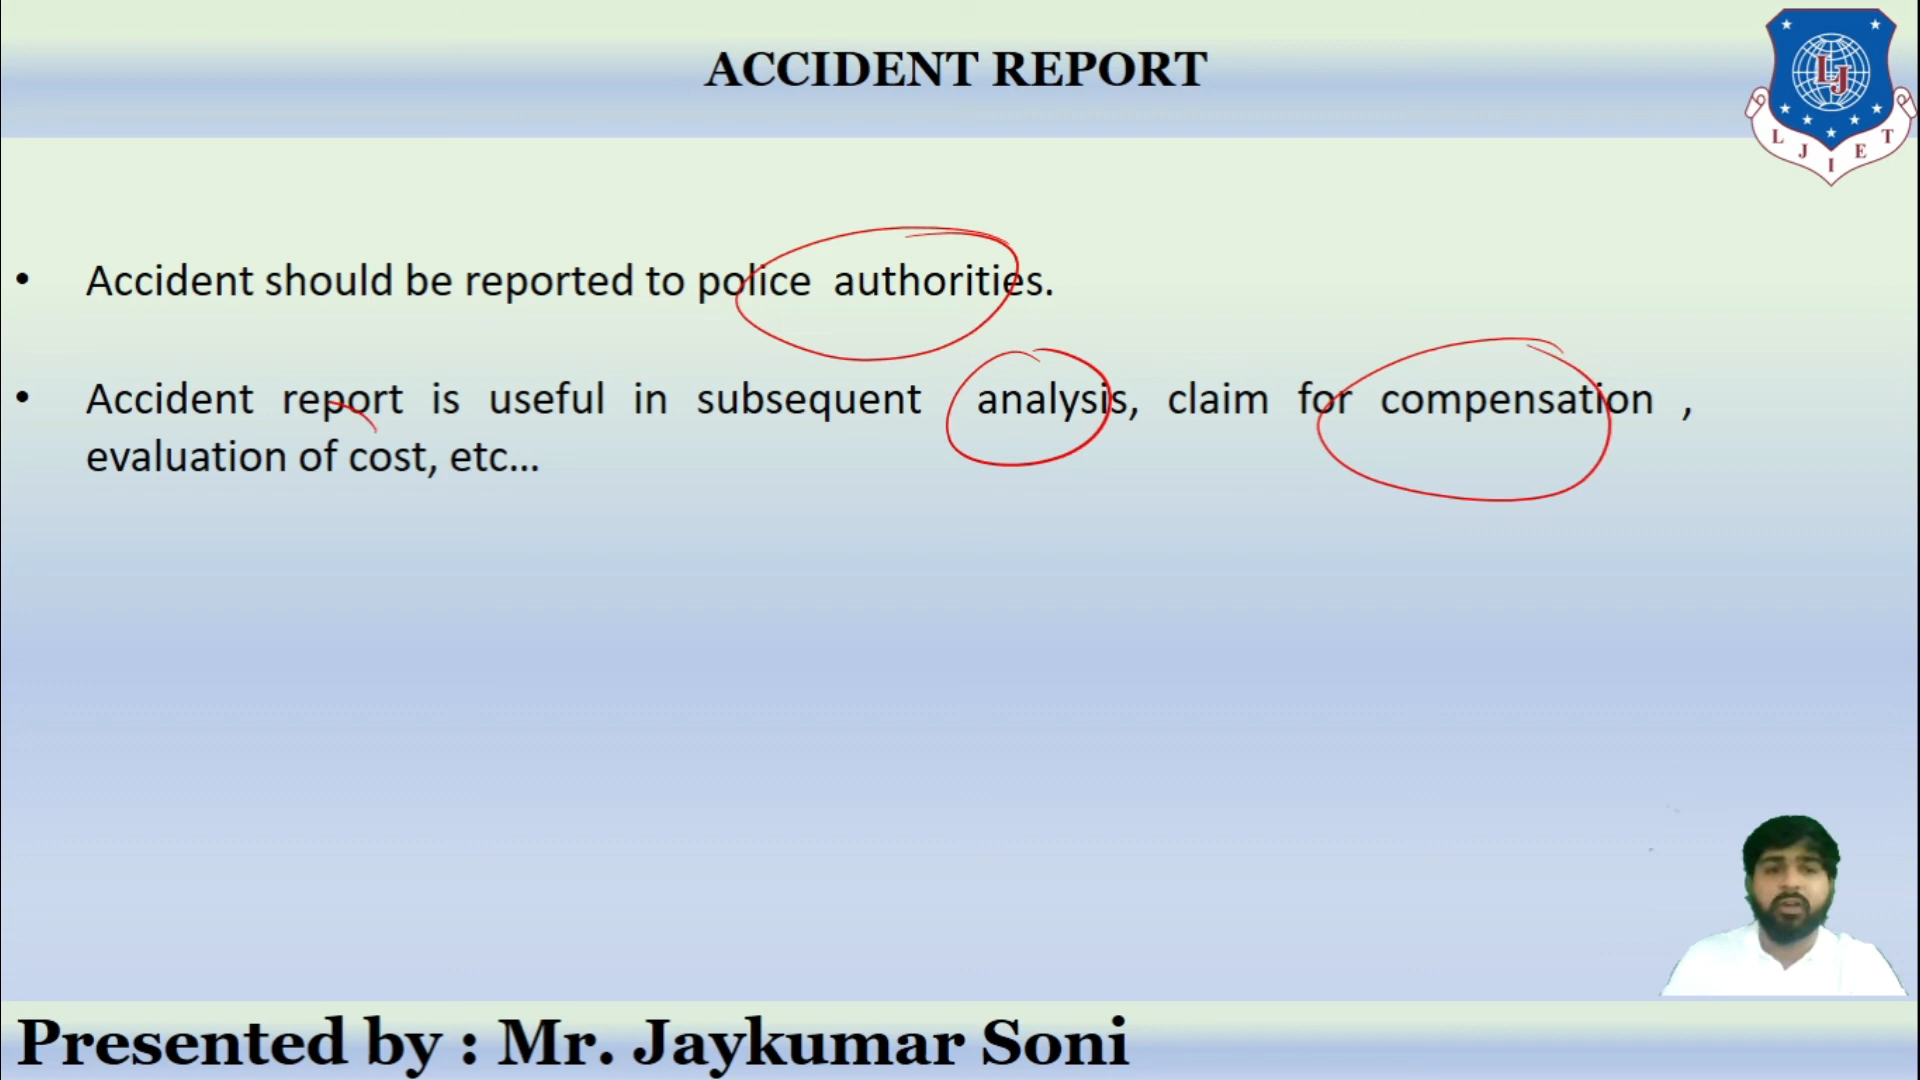 ACCIDENT REPORT
LJ
L J I E T
• Accident should be reported to police authorities.
• Accident report is useful in subsequent analysis, claim for compensation ,
evaluation of cost, etc...
Presented by : Mr. Jaykumar Soni